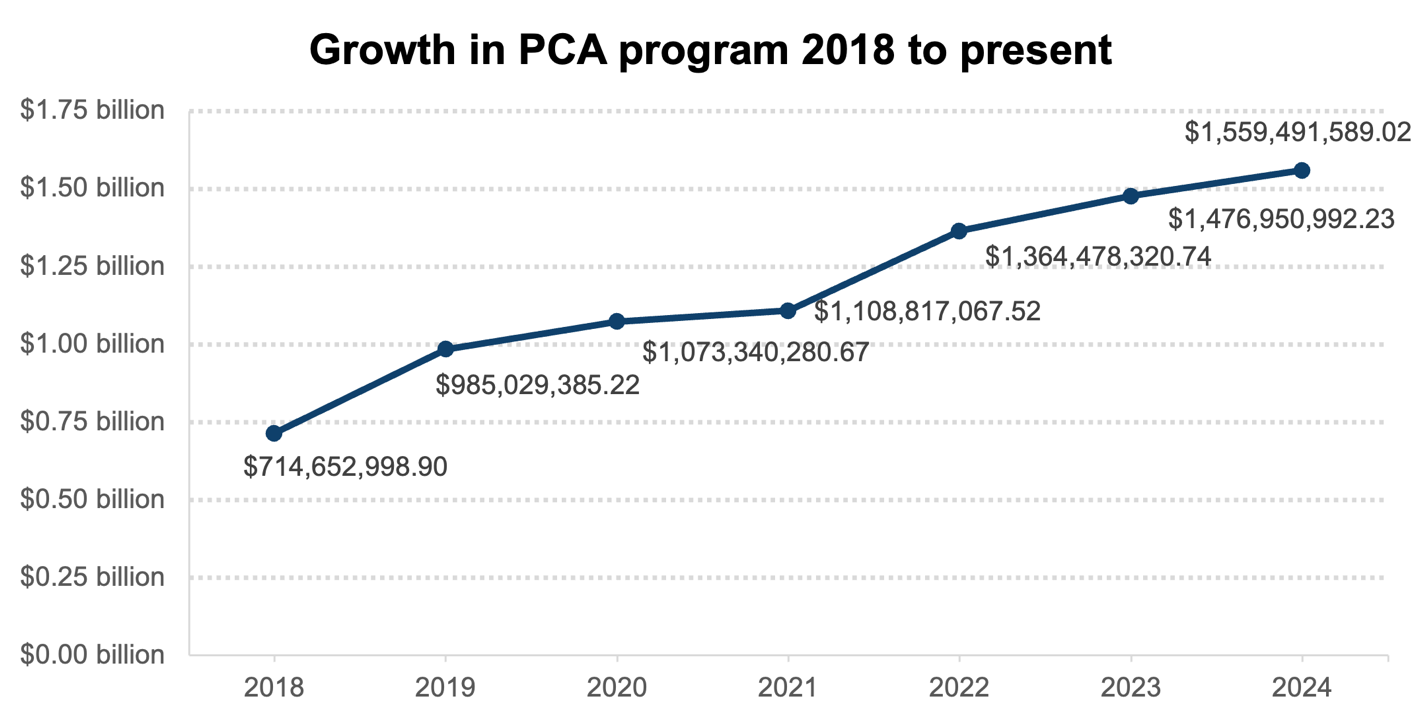 Growth in PCA program 2018 to present
$1.75 billion
$1,559,491,589.02
$1.50 billion
$1,476,950,992.23
$1,364,478,320.74
$1.25 billion
$1,108,817,067.52
$1.00 billion
$1,073,340,280.67
$985,029,385.22
$0.75 billion
$714,652,998.90
$0.50 billion
$0.25 billion
$0.00 billion
2018 2019 2020 2021 2022 2023 2024